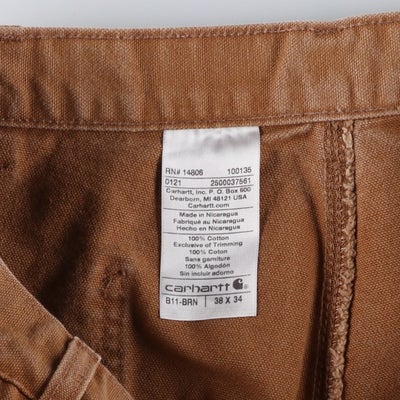 RN# 14806 100135
0121 2500037561
Carhartt, Inc. P.O. Box 600
Dearborn, MI 48121 USA
Carhartt.com
Made in Nicaragua
Fabriqué au Nicaragua
Hecho en Nicaragua
100% Cotton
Exclusive of Trimming
100% Coton
Sans garniture
100% Algodón
Sin incluir adorno
carhartt
B11-BRN 38 X 34